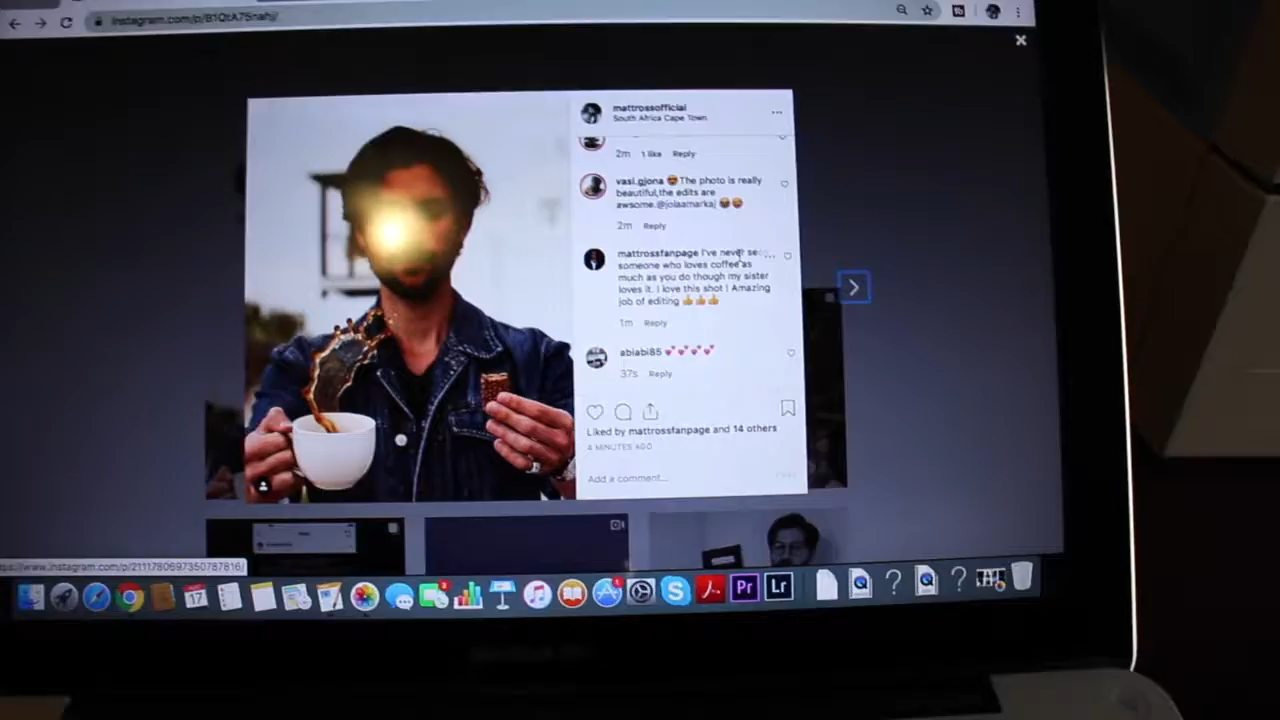 instagram.com/p/B1QtA75nahj/
mattrossofficial
South Africa Cape Town
2m 1 like Reply
vasi.gjona 😍The photo is really
beautiful,the edits are
awsome.@jolaamarkaj
2m Reply
mattrossfanpage I've never se
someone who loves coffee as
much as you do though my sister
loves it. I love this shot ! Amazing
job of editing 👍👍👍
1m Reply
abiabi85 💕💕💕💕
37s Reply
Liked by mattrossfanpage and 14 others
4 MINUTES AGO
Add a comment...
ps://www.instagram.com/p/2111780697350787816/
17
Pr
Lr